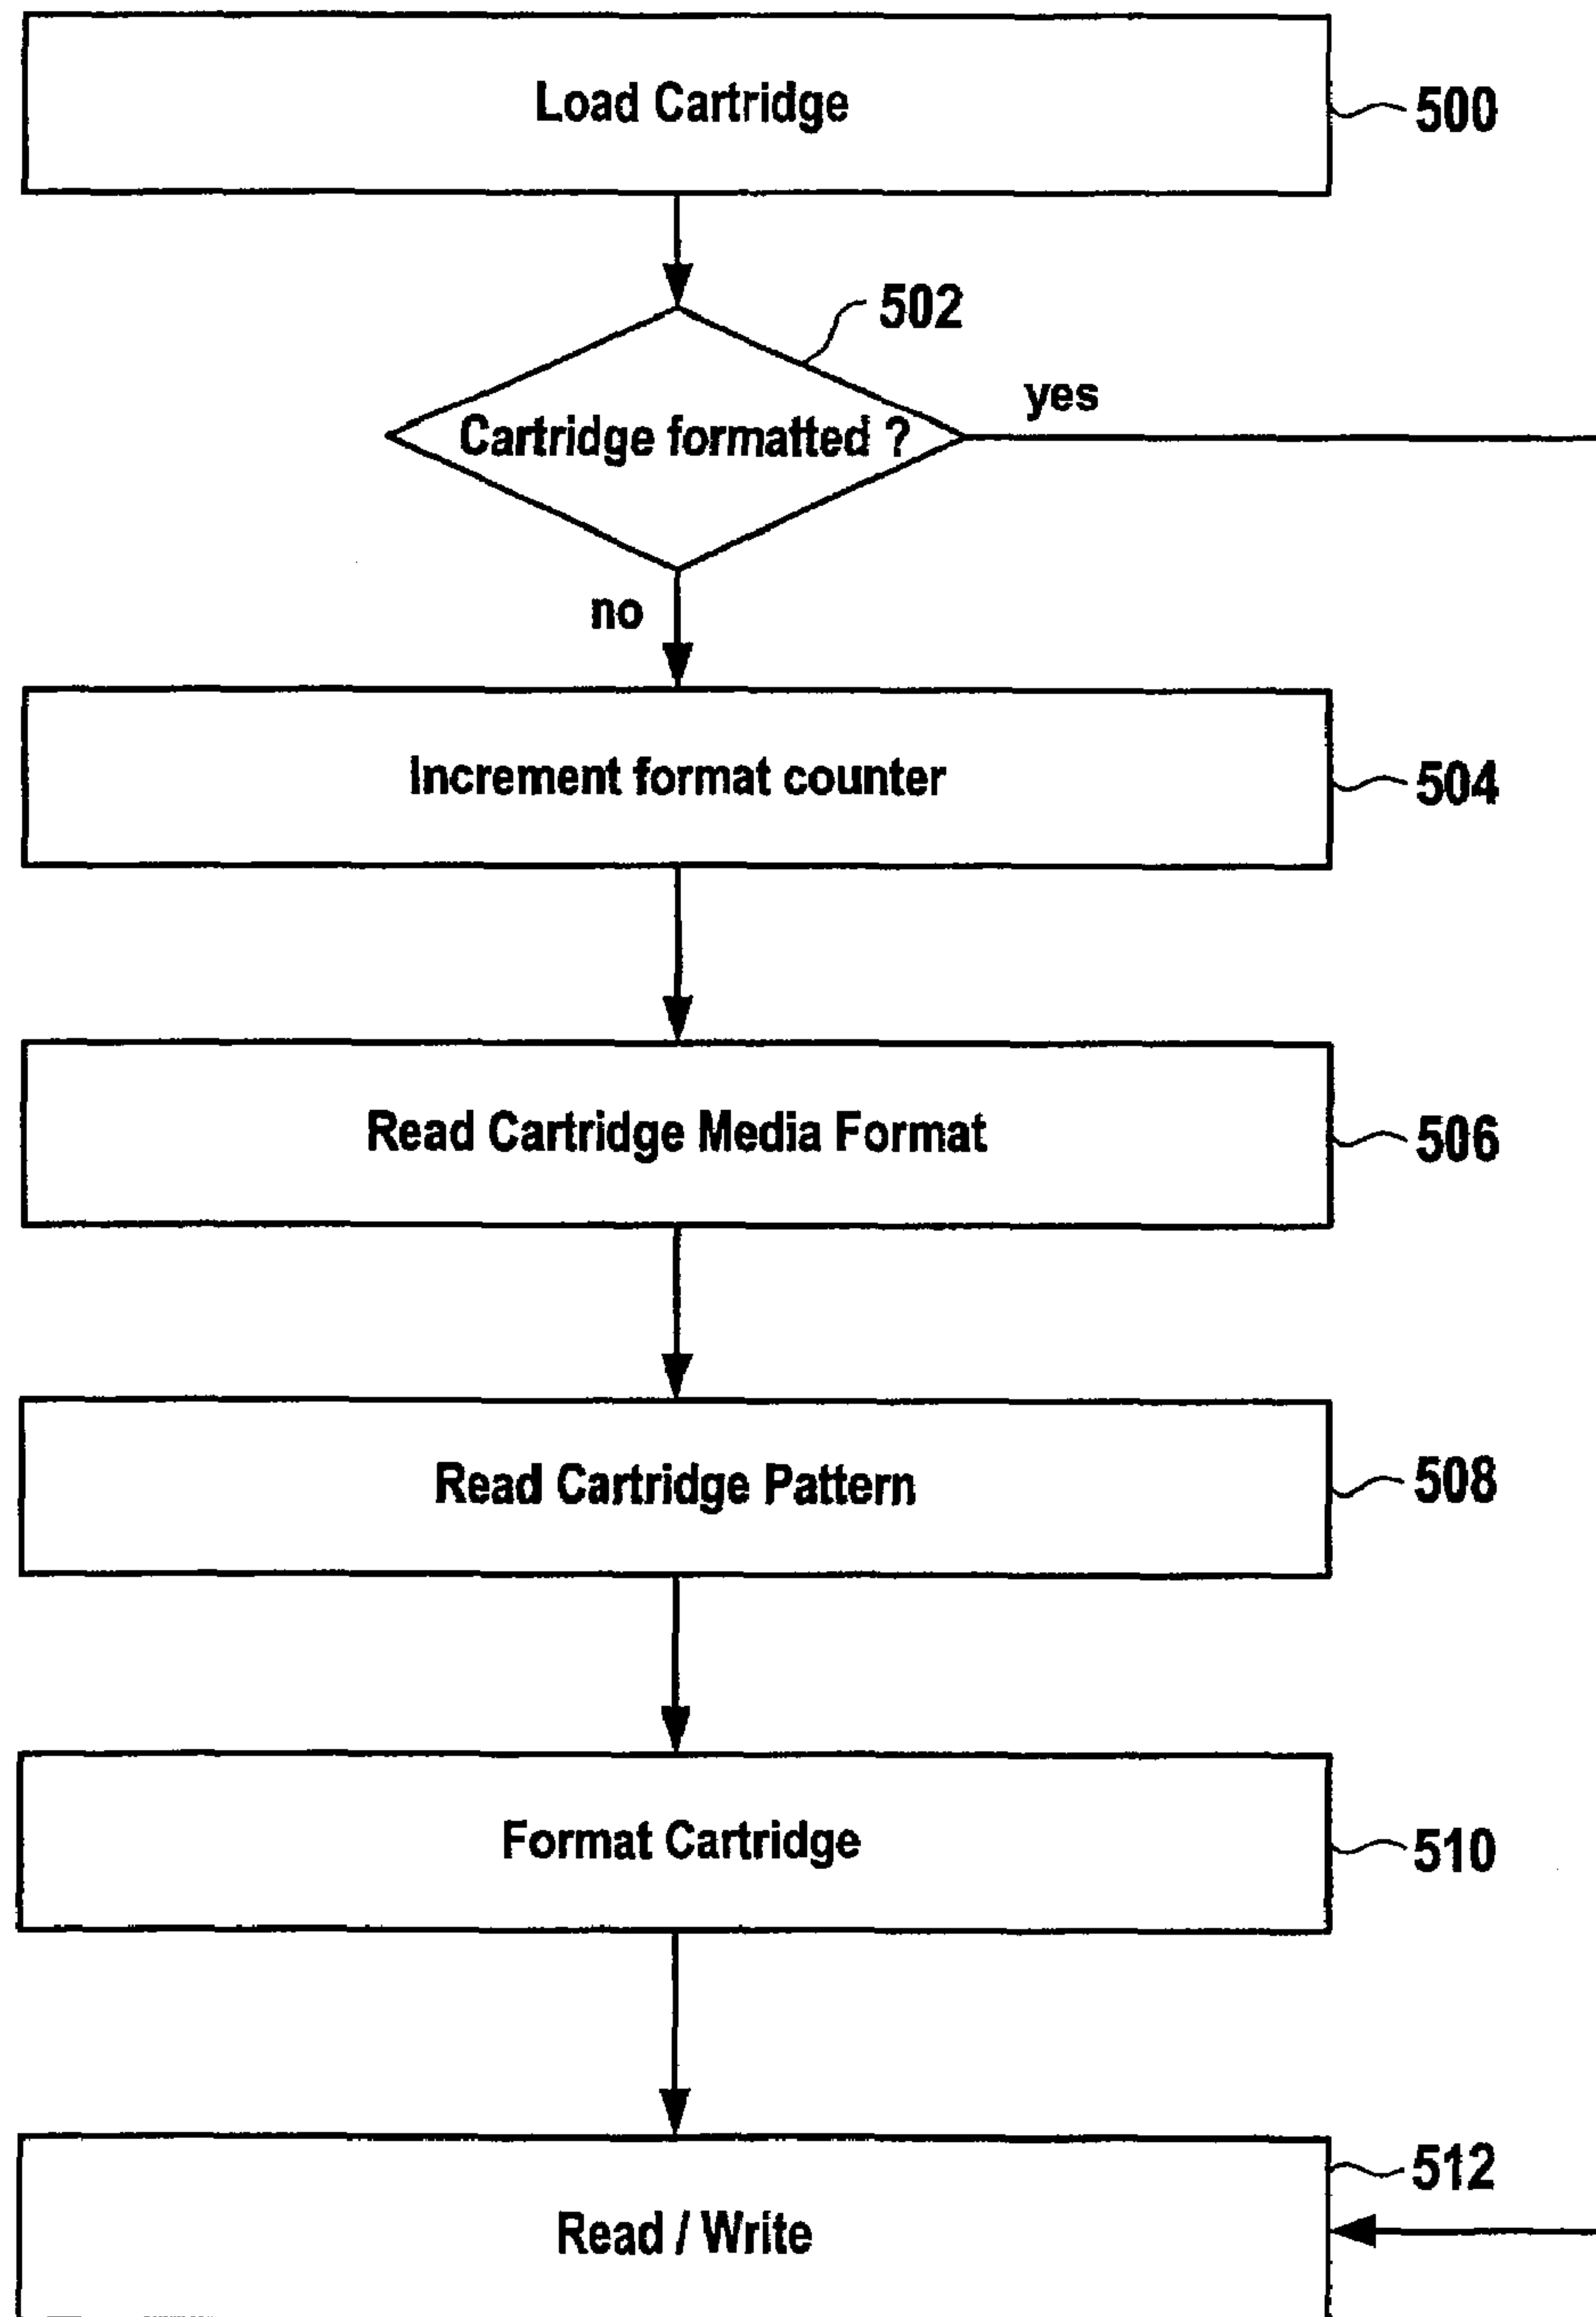 Load Cartridge
500
502
Cartridge formatted ?
yes
no
Increment format counter
504
Read Cartridge Media Format
506
Read Cartridge Pattern
508
Format Cartridge
510
512
Read / Write